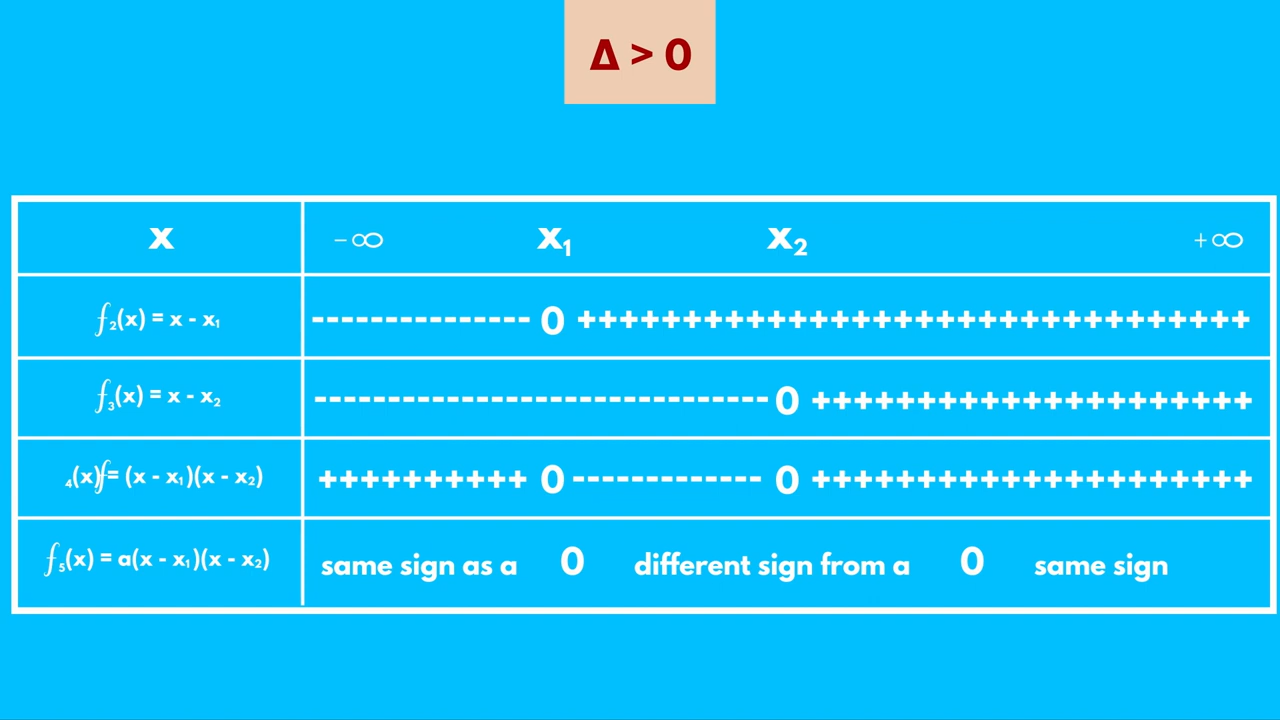 Δ > 0
x −∞ x₁ x₂ +∞
f₂(x) = x - x₁ --------------- 0 ++++++++++++++++++++++++++++++++
f₃(x) = x - x₂ ------------------------------- 0 +++++++++++++++++++++
₄(x)f= (x - x₁)(x - x₂) ++++++++++ 0 ------------- 0 +++++++++++++++++++++
f₅(x) = a(x - x₁)(x - x₂) same sign as a 0 different sign from a 0 same sign